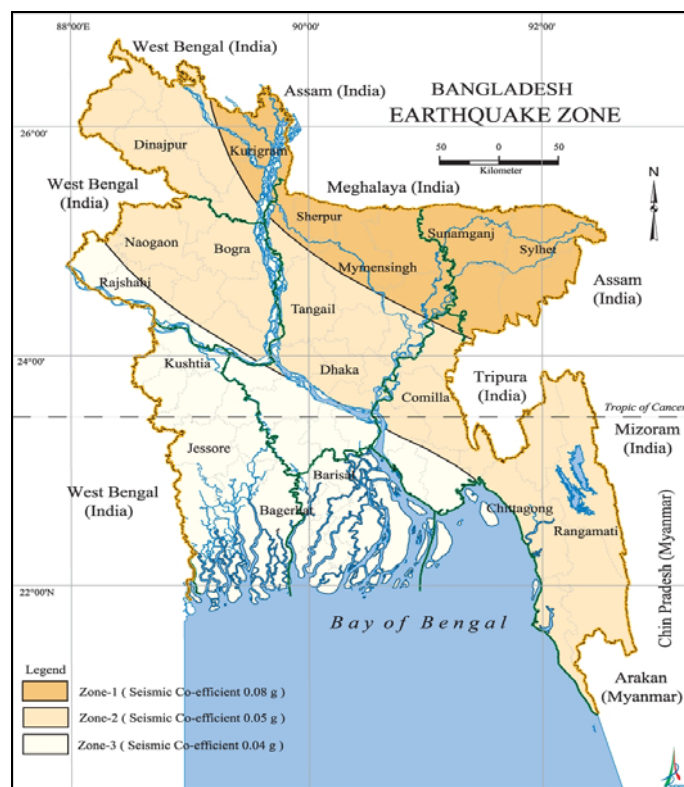 88°00'E
90°00
92°00
West Bengal (India)
Assam (India)
BANGLADESH
EARTHQUAKE ZONE
26°00
50
0
50
Kilometer
N
Kurigram
Dinajpur
West Bengal
(India)
Meghalaya (India)
Sherpur
Sunamganj
Sylhet
Naogaon
Bogra
Mymensingh
Assam
(India)
Rajshahi
Tangail
24°00
Kushtia
Dhaka
Tripura
(India)
Comilla
Tropic of Cancer
Mizoram
(India)
Jessore
Barisal
West Bengal
(India)
Bagerhat
Chittagong
Rangamati
Chin Pradesh (Myanmar)
22°00'N
Bay of Bengal
Arakan
(Myanmar)
Legend
Zone-1 ( Seismic Co-efficient 0.08 g )
Zone-2 ( Seismic Co-efficient 0.05 g )
Zone-3 ( Seismic Co-efficient 0.04 g )